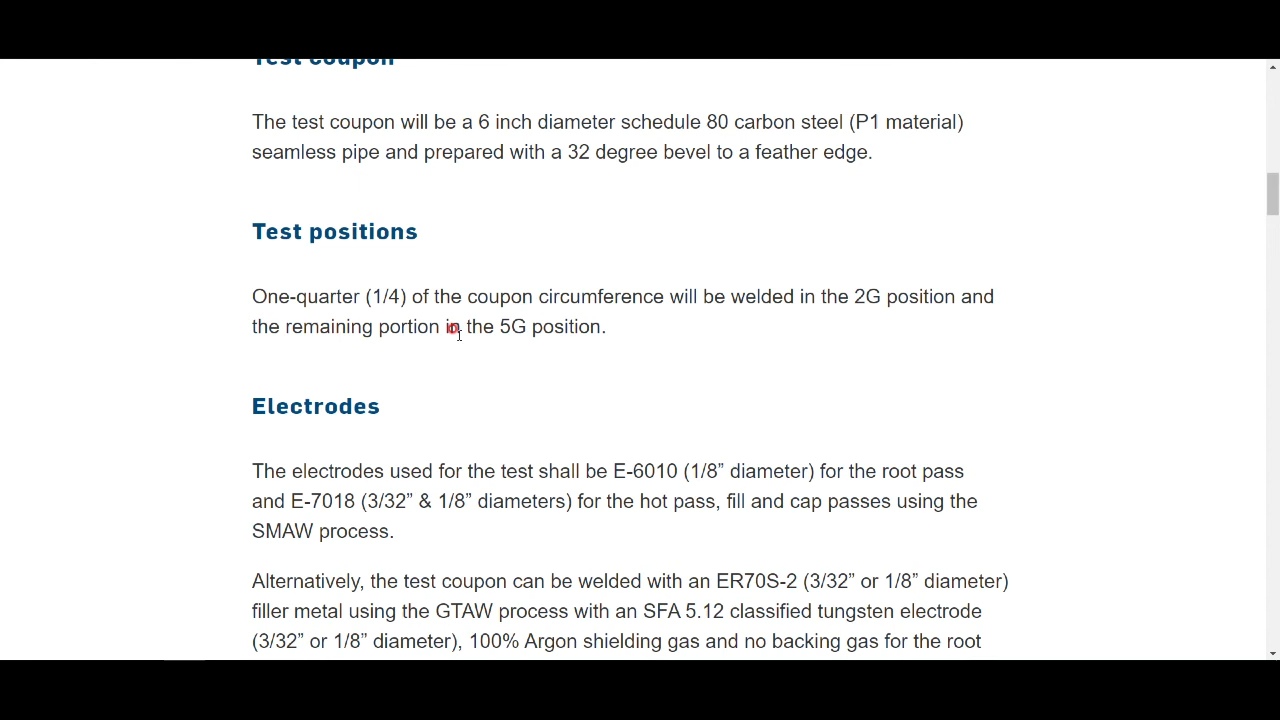 Test coupon
The test coupon will be a 6 inch diameter schedule 80 carbon steel (P1 material)
seamless pipe and prepared with a 32 degree bevel to a feather edge.
Test positions
One-quarter (1/4) of the coupon circumference will be welded in the 2G position and
the remaining portion in the 5G position.
Electrodes
The electrodes used for the test shall be E-6010 (1/8” diameter) for the root pass
and E-7018 (3/32” & 1/8” diameters) for the hot pass, fill and cap passes using the
SMAW process.
Alternatively, the test coupon can be welded with an ER70S-2 (3/32” or 1/8” diameter)
filler metal using the GTAW process with an SFA 5.12 classified tungsten electrode
(3/32” or 1/8” diameter), 100% Argon shielding gas and no backing gas for the root